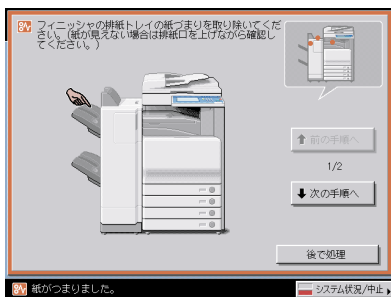 フィニッシャの排紙トレイの紙づまりを取り除いてくだ
さい。（紙が見えない場合は排紙口を上げながら確認し
てください。）
前の手順へ
1/2
次の手順へ
後で処理
紙がつまりました。
システム状況/中止